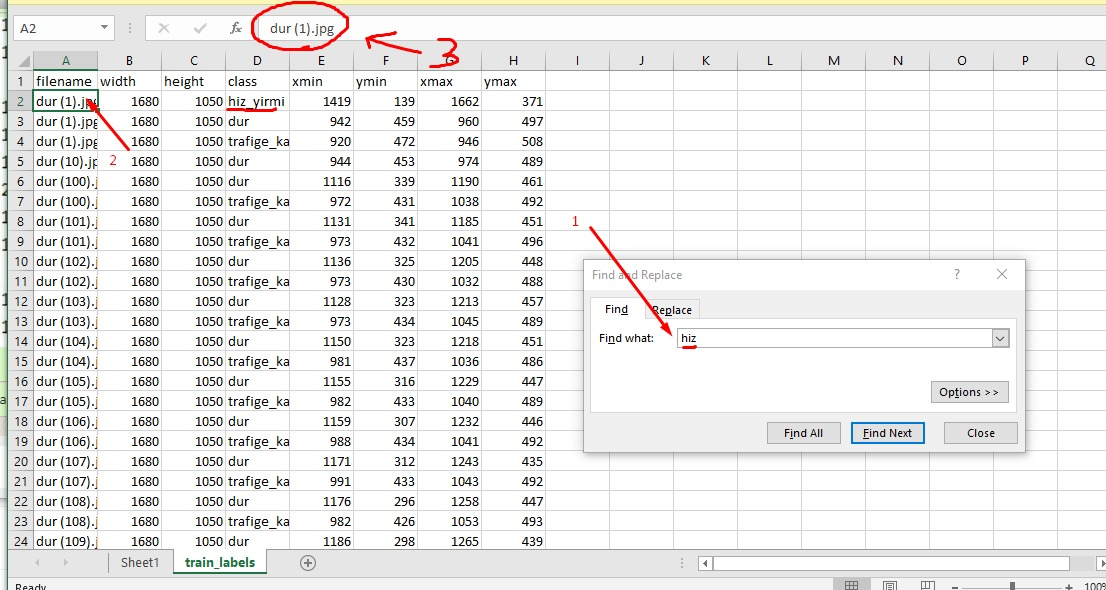 A2 fx dur (1).jpg
3
A B C D E F G H I J K L M N O P Q
1 filename width height class xmin ymin xmax ymax
2 dur (1).jpg 1680 1050 hiz_yirmi 1419 139 1662 371
3 dur (1).jpg 1680 1050 dur 942 459 960 497
4 dur (1).jpg 1680 1050 trafige_ka 920 472 946 508
5 dur (10).jp 1680 1050 dur 944 453 974 489
2
6 dur (100).j 1680 1050 dur 1116 339 1190 461
7 dur (100).j 1680 1050 trafige_ka 972 431 1038 492
8 dur (101).j 1680 1050 dur 1131 341 1185 451
1
9 dur (101).j 1680 1050 trafige_ka 973 432 1041 496
10 dur (102).j 1680 1050 dur 1136 325 1205 448
11 dur (102).j 1680 1050 trafige_ka 973 430 1032 488
12 dur (103).j 1680 1050 dur 1128 323 1213 457
13 dur (103).j 1680 1050 trafige_ka 973 434 1045 489
14 dur (104).j 1680 1050 dur 1150 323 1218 451
15 dur (104).j 1680 1050 trafige_ka 981 437 1036 486
16 dur (105).j 1680 1050 dur 1155 316 1229 447
17 dur (105).j 1680 1050 trafige_ka 982 433 1040 489
18 dur (106).j 1680 1050 dur 1159 307 1232 446
19 dur (106).j 1680 1050 trafige_ka 988 434 1041 492
20 dur (107).j 1680 1050 dur 1171 312 1243 435
21 dur (107).j 1680 1050 trafige_ka 991 433 1043 492
22 dur (108).j 1680 1050 dur 1176 296 1258 447
23 dur (108).j 1680 1050 trafige_ka 982 426 1053 493
24 dur (109).j 1680 1050 dur 1186 298 1265 439
Find and Replace ?
Find Replace
Find what: hiz
Options >>
Find All Find Next Close
Sheet1 train_labels
Ready 100%